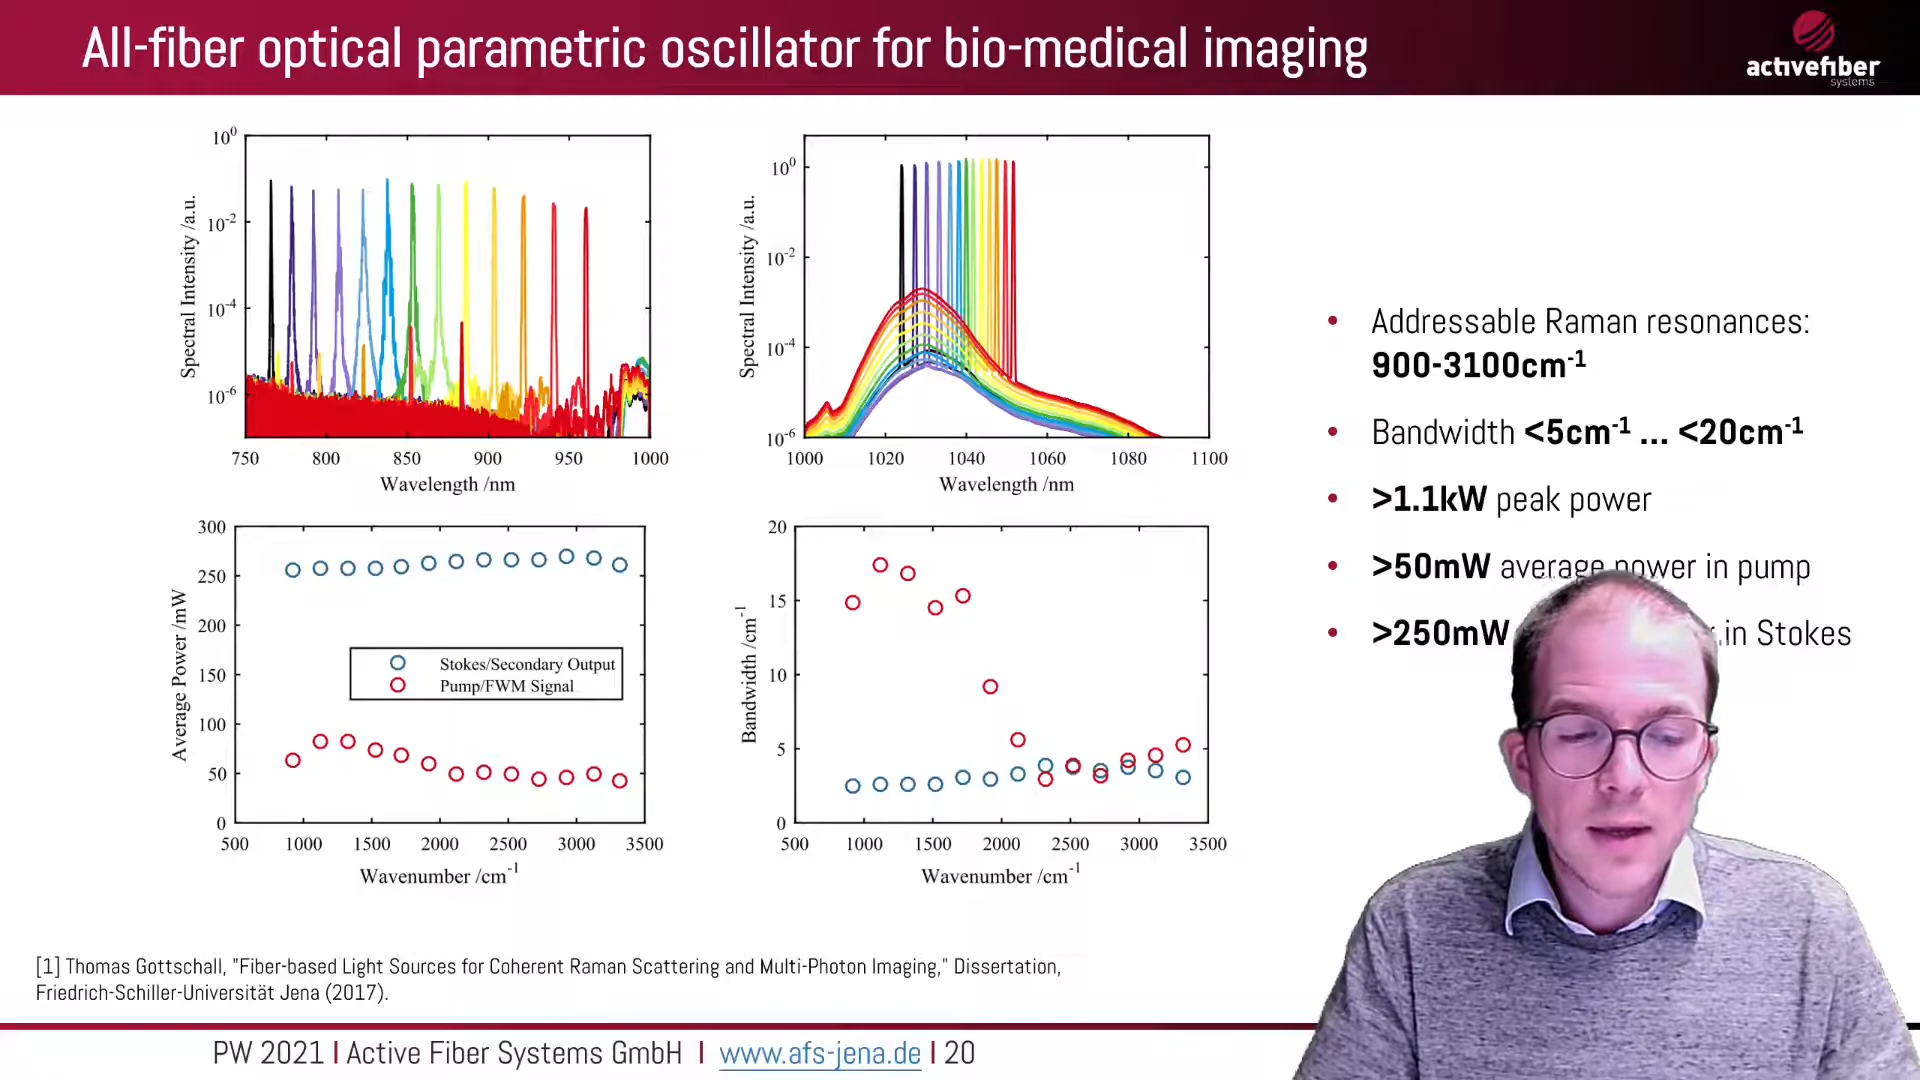 All-fiber optical parametric oscillator for bio-medical imaging
activefiber
systems
10^0
10^-2
10^-4
10^-6
Spectral Intensity /a.u.
750 800 850 900 950 1000
Wavelength /nm
10^0
10^-2
10^-4
10^-6
Spectral Intensity /a.u.
1000 1020 1040 1060 1080 1100
Wavelength /nm
300
250
200
150
100
50
0
Average Power /mW
Stokes/Secondary Output
Pump/FWM Signal
500 1000 1500 2000 2500 3000 3500
Wavenumber /cm^-1
20
15
10
5
0
Bandwidth /cm^-1
500 1000 1500 2000 2500 3000 3500
Wavenumber /cm^-1
• Addressable Raman resonances:
900-3100cm^-1
• Bandwidth <5cm^-1 ... <20cm^-1
• >1.1kW peak power
• >50mW average power in pump
• >250mW in Stokes
[1] Thomas Gottschall, "Fiber-based Light Sources for Coherent Raman Scattering and Multi-Photon Imaging," Dissertation,
Friedrich-Schiller-Universität Jena (2017).
PW 2021 I Active Fiber Systems GmbH I www.afs-jena.de I 20